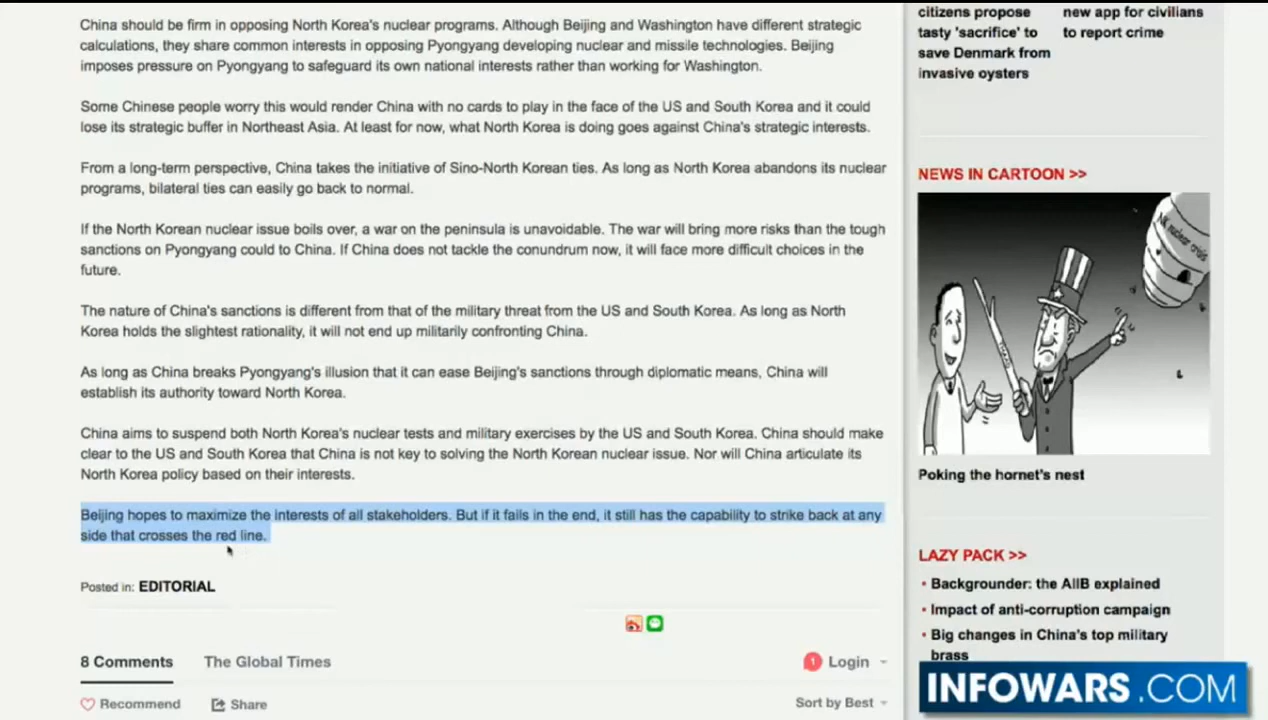 China should be firm in opposing North Korea's nuclear programs. Although Beijing and Washington have different strategic
calculations, they share common interests in opposing Pyongyang developing nuclear and missile technologies. Beijing
imposes pressure on Pyongyang to safeguard its own national interests rather than working for Washington.
Some Chinese people worry this would render China with no cards to play in the face of the US and South Korea and it could
lose its strategic buffer in Northeast Asia. At least for now, what North Korea is doing goes against China's strategic interests.
From a long-term perspective, China takes the initiative of Sino-North Korean ties. As long as North Korea abandons its nuclear
programs, bilateral ties can easily go back to normal.
If the North Korean nuclear issue boils over, a war on the peninsula is unavoidable. The war will bring more risks than the tough
sanctions on Pyongyang could to China. If China does not tackle the conundrum now, it will face more difficult choices in the
future.
The nature of China's sanctions is different from that of the military threat from the US and South Korea. As long as North
Korea holds the slightest rationality, it will not end up militarily confronting China.
As long as China breaks Pyongyang's illusion that it can ease Beijing's sanctions through diplomatic means, China will
establish its authority toward North Korea.
China aims to suspend both North Korea's nuclear tests and military exercises by the US and South Korea. China should make
clear to the US and South Korea that China is not key to solving the North Korean nuclear issue. Nor will China articulate its
North Korea policy based on their interests.
Beijing hopes to maximize the interests of all stakeholders. But if it fails in the end, it still has the capability to strike back at any
side that crosses the red line.
Posted in: EDITORIAL
8 Comments
The Global Times
1 Login
Recommend
Share
Sort by Best
citizens propose
tasty 'sacrifice' to
save Denmark from
invasive oysters
new app for civilians
to report crime
NEWS IN CARTOON >>
nuclear crisis
Poking the hornet's nest
LAZY PACK >>
• Backgrounder: the AIIB explained
• Impact of anti-corruption campaign
• Big changes in China's top military
brass
INFOWARS.COM